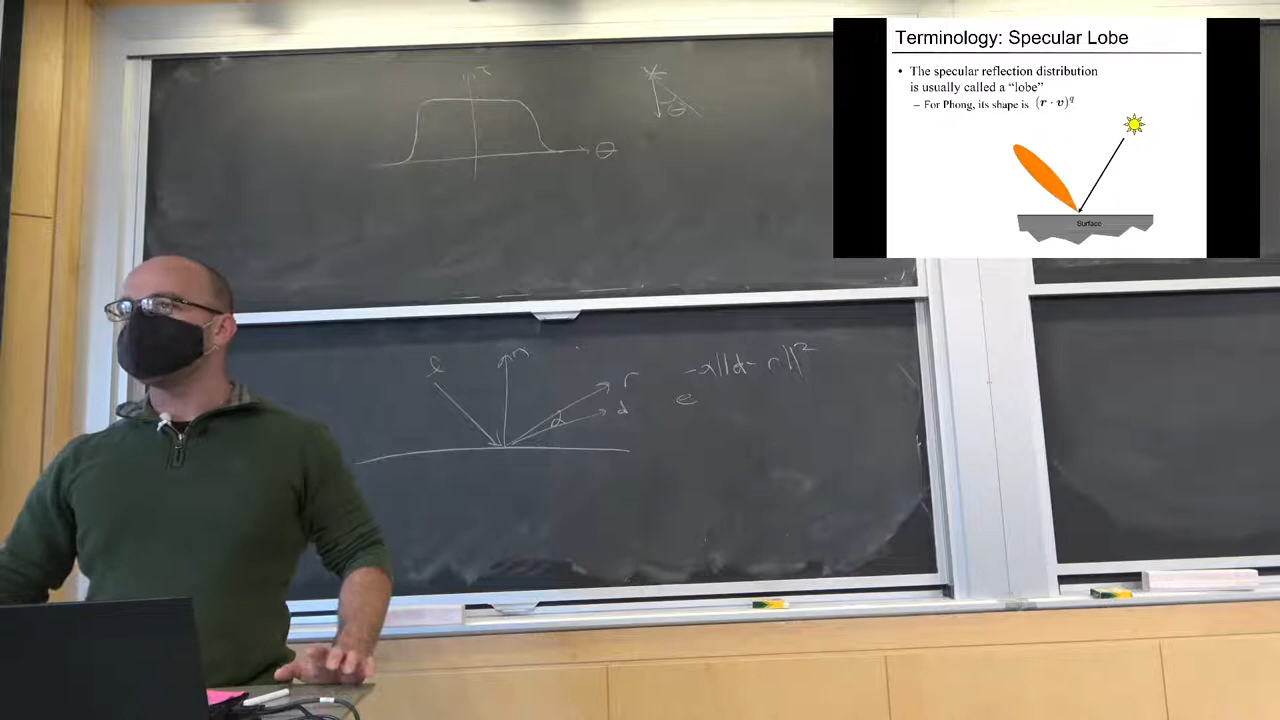 Terminology: Specular Lobe
• The specular reflection distribution
is usually called a “lobe”
– For Phong, its shape is (r · v)^q
Surface
θ
θ
ℓ
n
r
d
α
e^{-α||d-r||²}